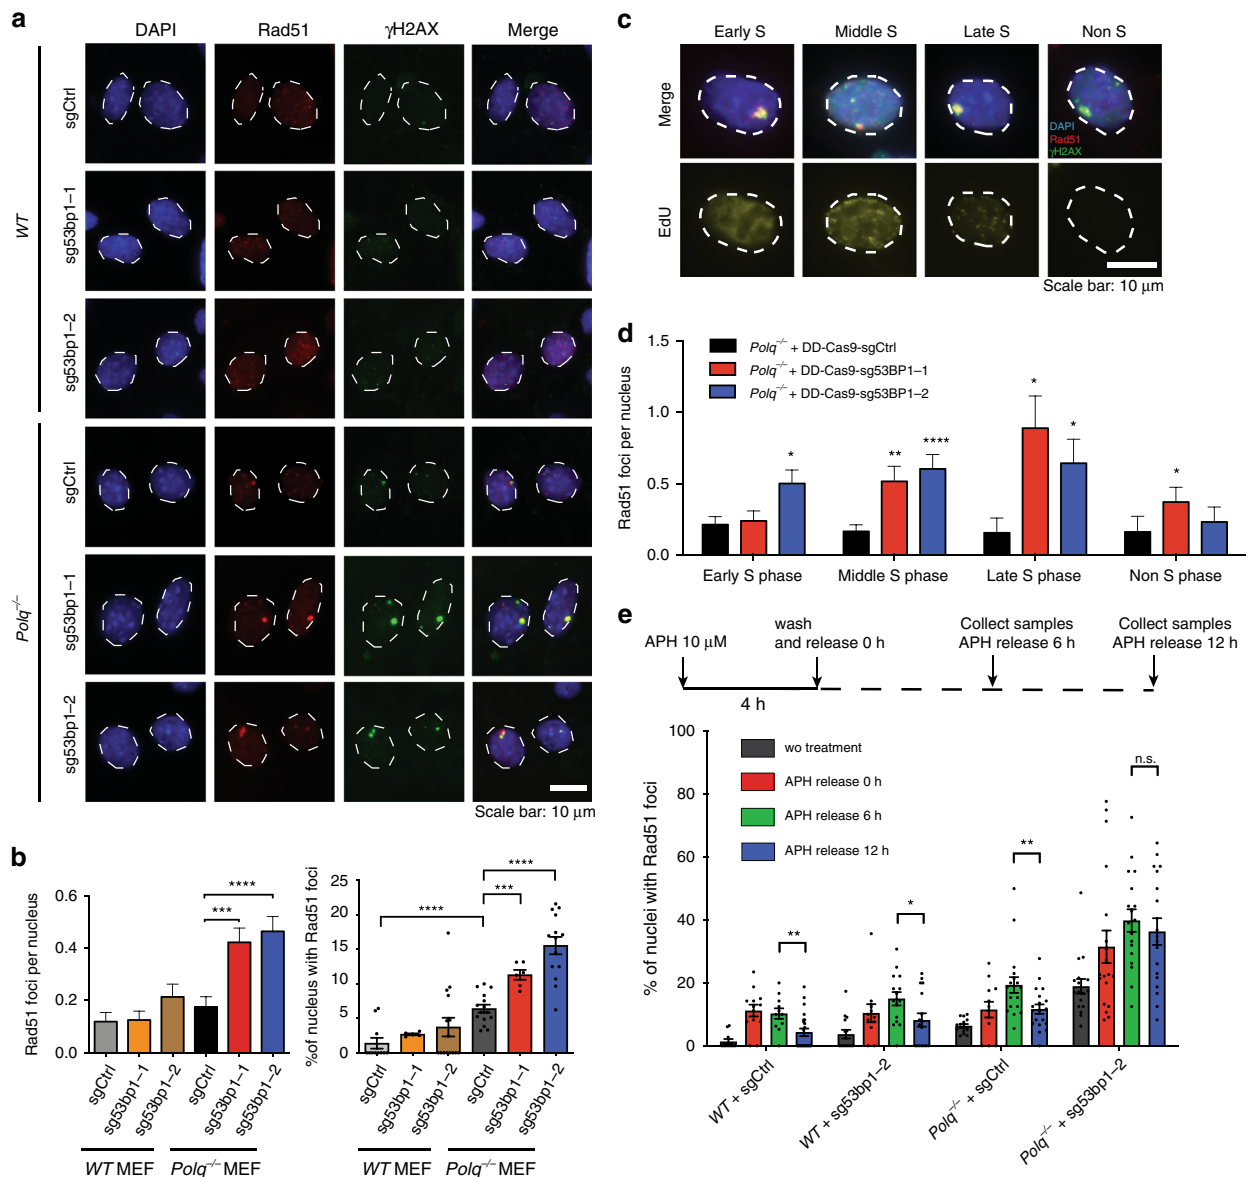 a
DAPI
Rad51
γH2AX
Merge
WT
sgCtrl
sg53bp1–1
sg53bp1–2
Polq–/–
sgCtrl
sg53bp1–1
sg53bp1–2
Scale bar: 10 μm
b
Rad51 foci per nucleus
0.6
0.4
0.2
0.0
***
****
sgCtrl
sg53bp1–1
sg53bp1–2
sgCtrl
sg53bp1–1
sg53bp1–2
WT MEF
Polq–/– MEF
%of nucleus with Rad51 foci
25
20
15
10
5
0
****
***
****
sgCtrl
sg53bp1–1
sg53bp1–2
sgCtrl
sg53bp1–1
sg53bp1–2
WT MEF
Polq–/– MEF
c
Early S
Middle S
Late S
Non S
Merge
DAPI
Rad51
γH2AX
EdU
Scale bar: 10 μm
d
Rad51 foci per nucleus
1.5
1.0
0.5
0.0
Polq–/– + DD-Cas9-sgCtrl
Polq–/– + DD-Cas9-sg53BP1–1
Polq–/– + DD-Cas9-sg53BP1–2
*
**
****
*
*
*
Early S phase
Middle S phase
Late S phase
Non S phase
e
APH 10 μM
wash
and release 0 h
Collect samples
APH release 6 h
Collect samples
APH release 12 h
4 h
% of nuclei with Rad51 foci
100
80
60
40
20
0
wo treatment
APH release 0 h
APH release 6 h
APH release 12 h
**
*
**
n.s.
WT + sgCtrl
WT + sg53bp1–2
Polq–/– + sgCtrl
Polq–/– + sg53bp1–2